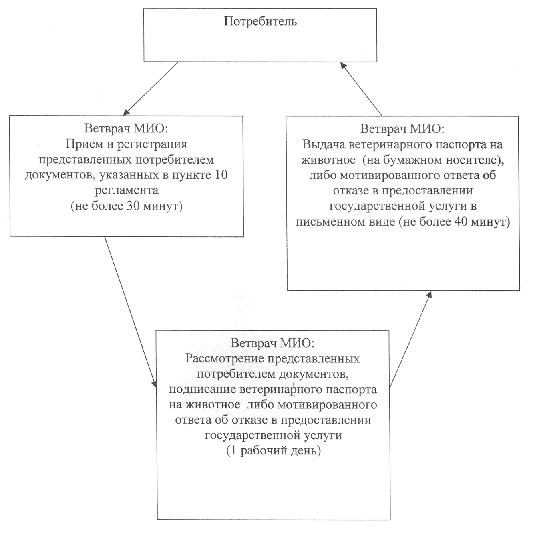 Потребитель
Ветврач МИО:
Прием и регистрация
представленных потребителем
документов, указанных в пункте 10
регламента
(не более 30 минут)
Ветврач МИО:
Рассмотрение представленных
потребителем документов,
подписание ветеринарного паспорта
на животное либо мотивированного
ответа об отказе в предоставлении
государственной услуги
(1 рабочий день)
Ветврач МИО:
Выдача ветеринарного паспорта на
животное (на бумажном носителе),
либо мотивированного ответа об
отказе в предоставлении
государственной услуги в
письменном виде (не более 40 минут)